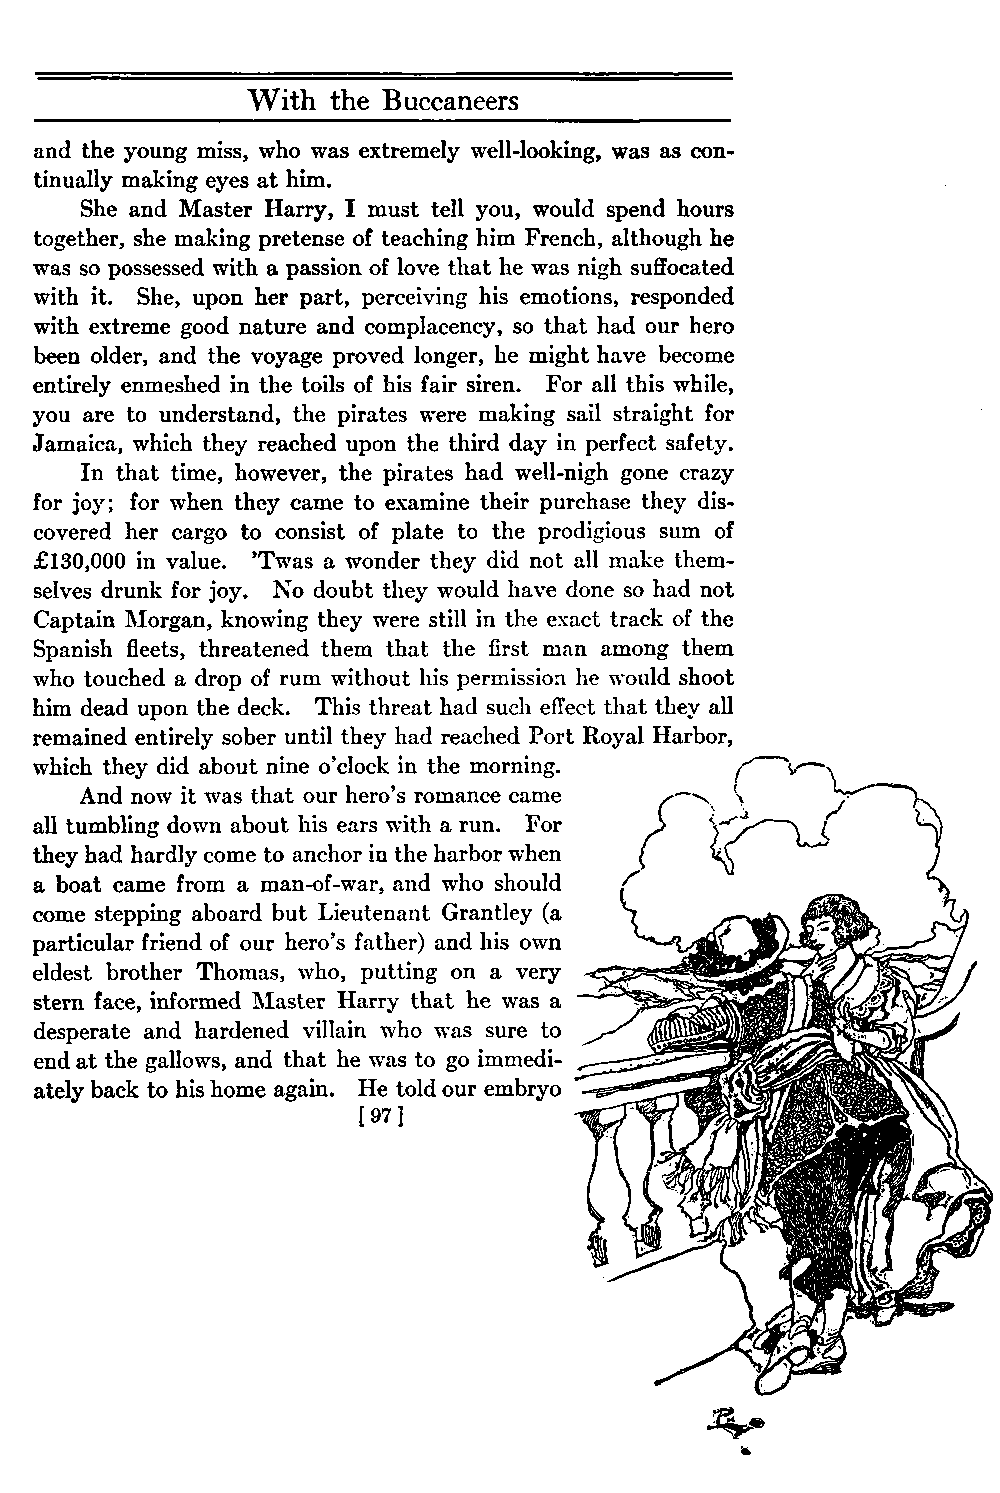 With the Buccaneers
and the young miss, who was extremely well-looking, was as con-
tinually making eyes at him.
She and Master Harry, I must tell you, would spend hours
together, she making pretense of teaching him French, although he
was so possessed with a passion of love that he was nigh suffocated
with it. She, upon her part, perceiving his emotions, responded
with extreme good nature and complacency, so that had our hero
been older, and the voyage proved longer, he might have become
entirely enmeshed in the toils of his fair siren. For all this while,
you are to understand, the pirates were making sail straight for
Jamaica, which they reached upon the third day in perfect safety.
In that time, however, the pirates had well-nigh gone crazy
for joy; for when they came to examine their purchase they dis-
covered her cargo to consist of plate to the prodigious sum of
£130,000 in value. 'Twas a wonder they did not all make them-
selves drunk for joy. No doubt they would have done so had not
Captain Morgan, knowing they were still in the exact track of the
Spanish fleets, threatened them that the first man among them
who touched a drop of rum without his permission he would shoot
him dead upon the deck. This threat had such effect that they all
remained entirely sober until they had reached Port Royal Harbor,
which they did about nine o'clock in the morning.
And now it was that our hero's romance came
all tumbling down about his ears with a run. For
they had hardly come to anchor in the harbor when
a boat came from a man-of-war, and who should
come stepping aboard but Lieutenant Grantley (a
particular friend of our hero's father) and his own
eldest brother Thomas, who, putting on a very
stern face, informed Master Harry that he was a
desperate and hardened villain who was sure to
end at the gallows, and that he was to go immedi-
ately back to his home again. He told our embryo
[97]